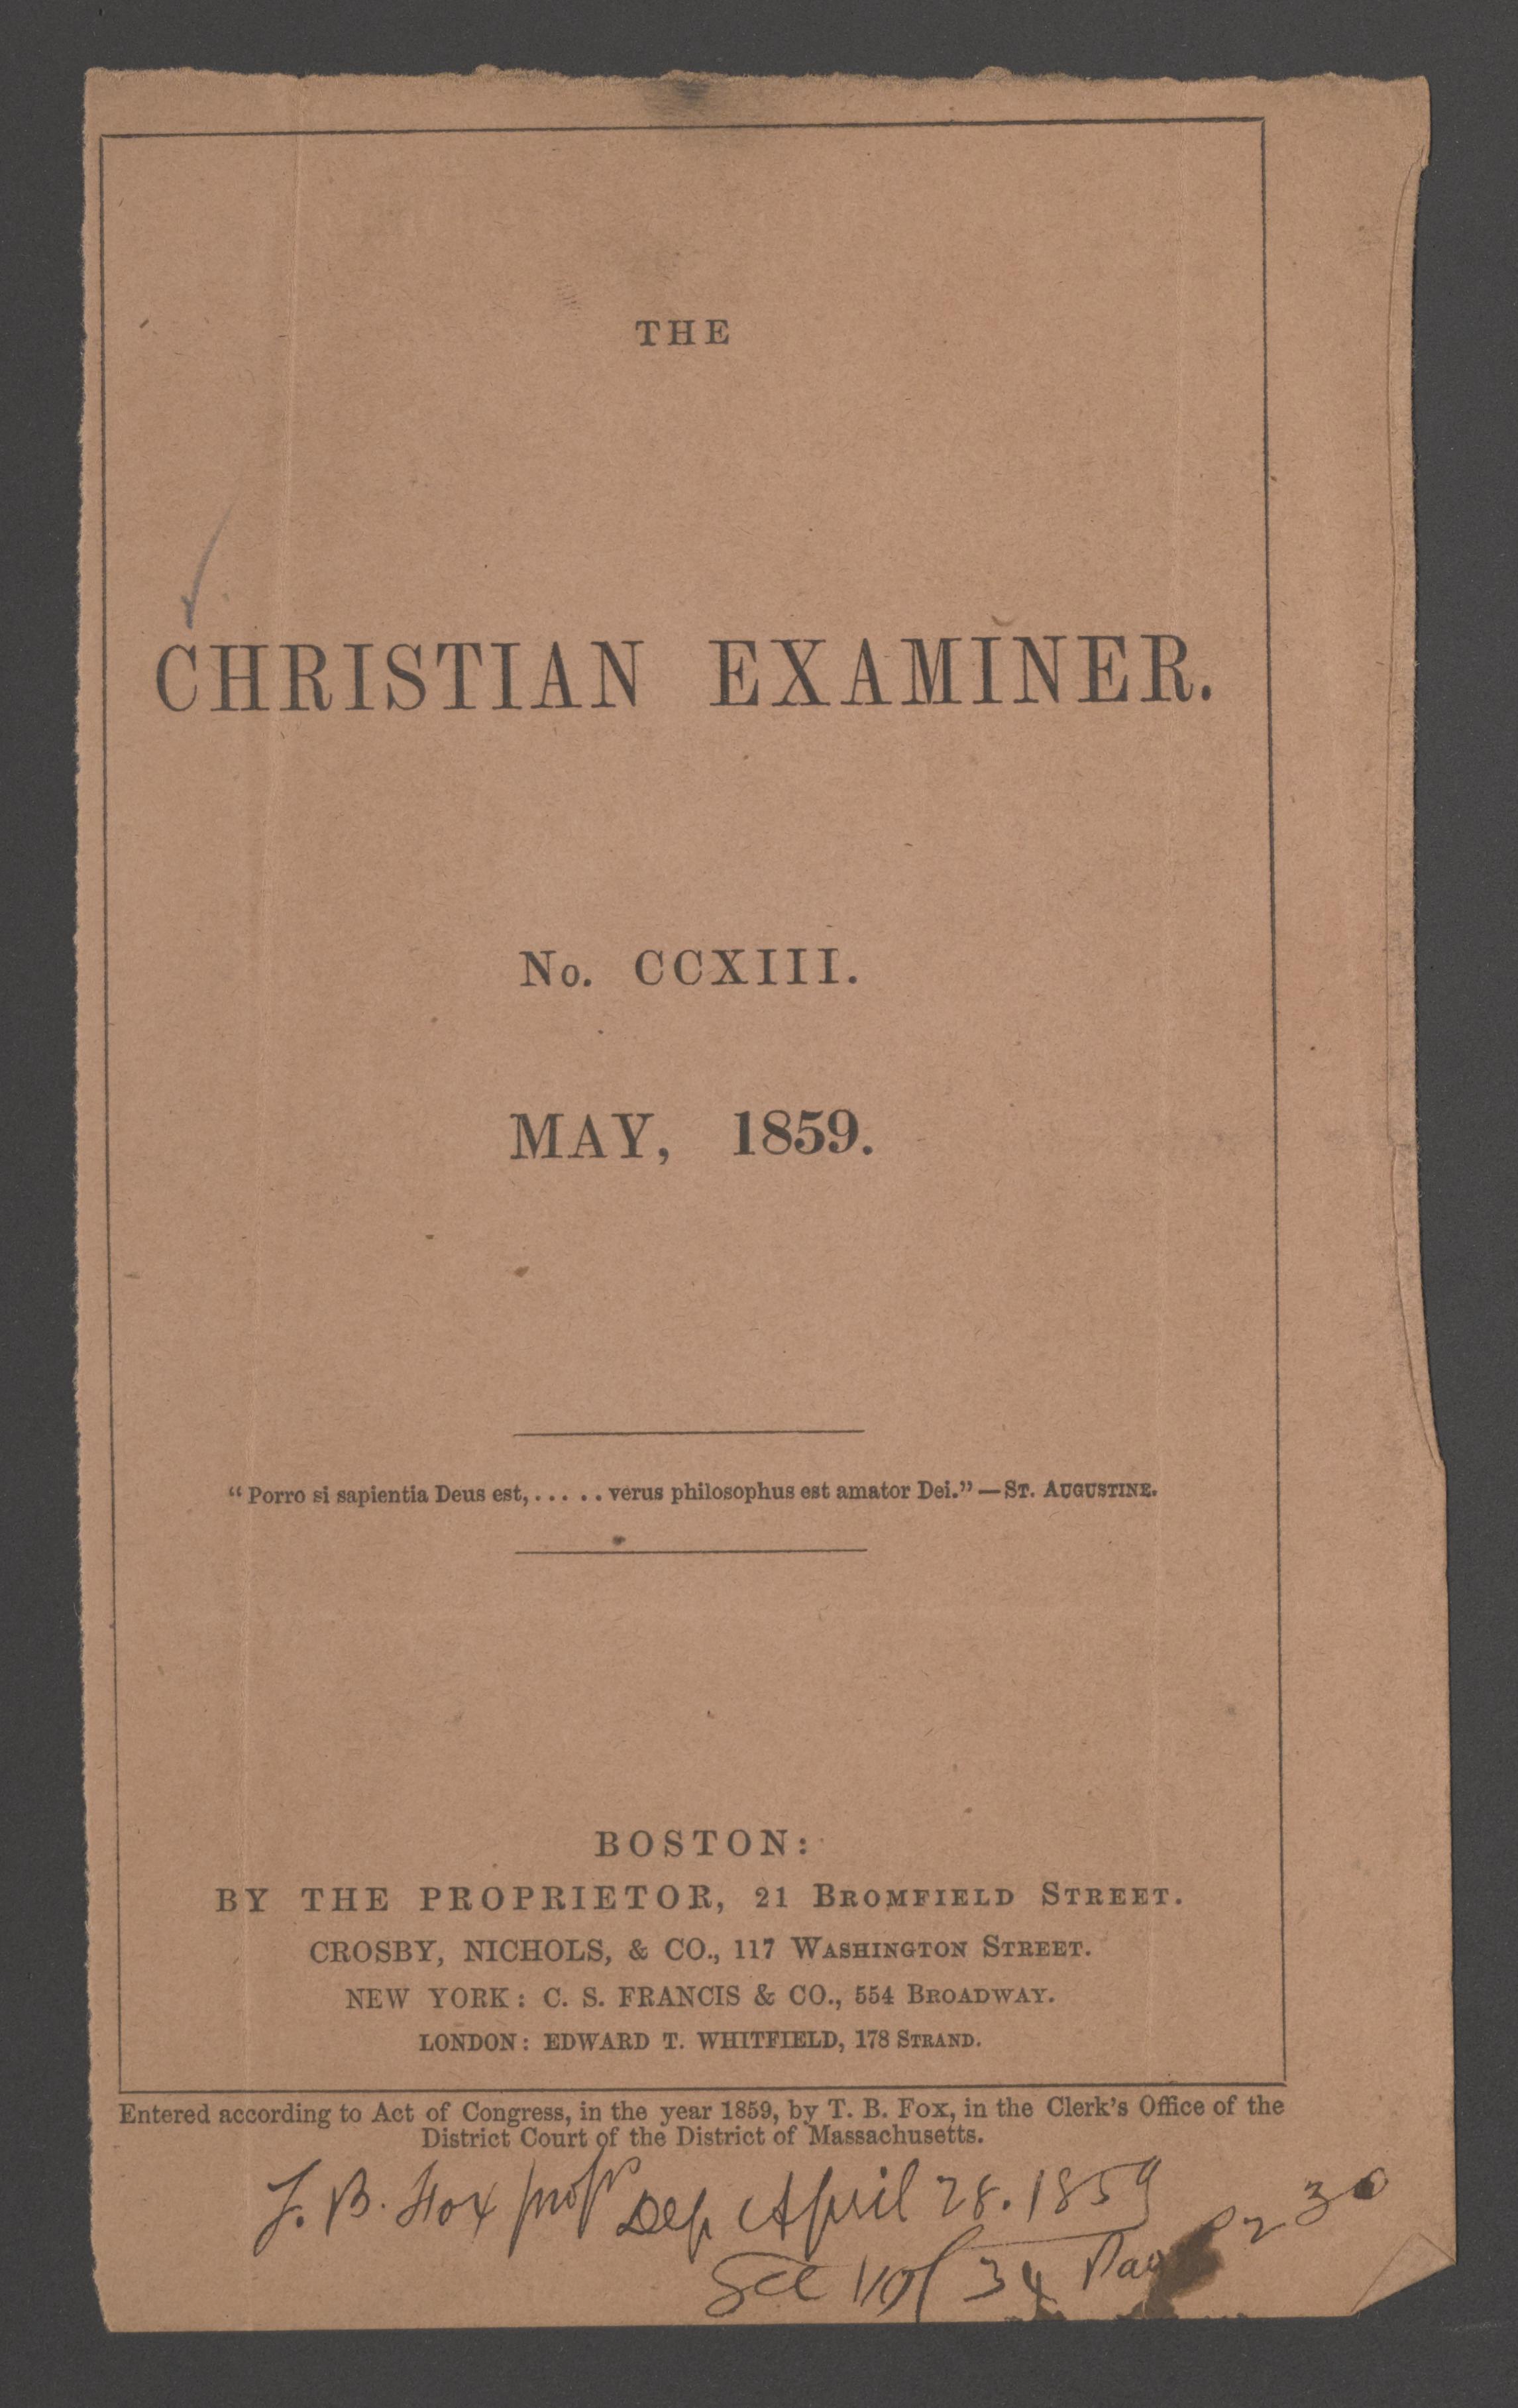 THE
CHRISTIAN EXAMINER.
No. CCXIII.
MAY, 1859.
“Porro si sapientia Deus est, . . . . . verus philosophus est amator Dei.” — ST. AUGUSTINE.
BOSTON:
BY THE PROPRIETOR, 21 BROMFIELD STREET.
CROSBY, NICHOLS, & CO., 117 WASHINGTON STREET.
NEW YORK: C. S. FRANCIS & CO., 554 BROADWAY.
LONDON: EDWARD T. WHITFIELD, 178 STRAND.
Entered according to Act of Congress, in the year 1859, by T. B. Fox, in the Clerk's Office of the
District Court of the District of Massachusetts.
T. B. Fox propr Dep April 28. 1859
See Vol 34 Page 230